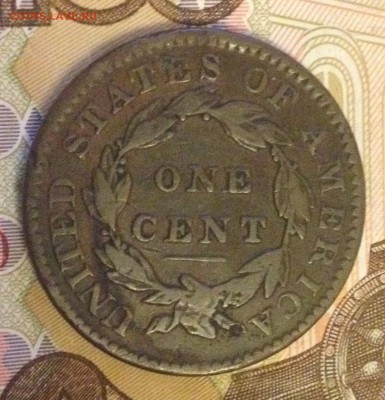 UNITED STATES OF AMERICA
ONE
CENT